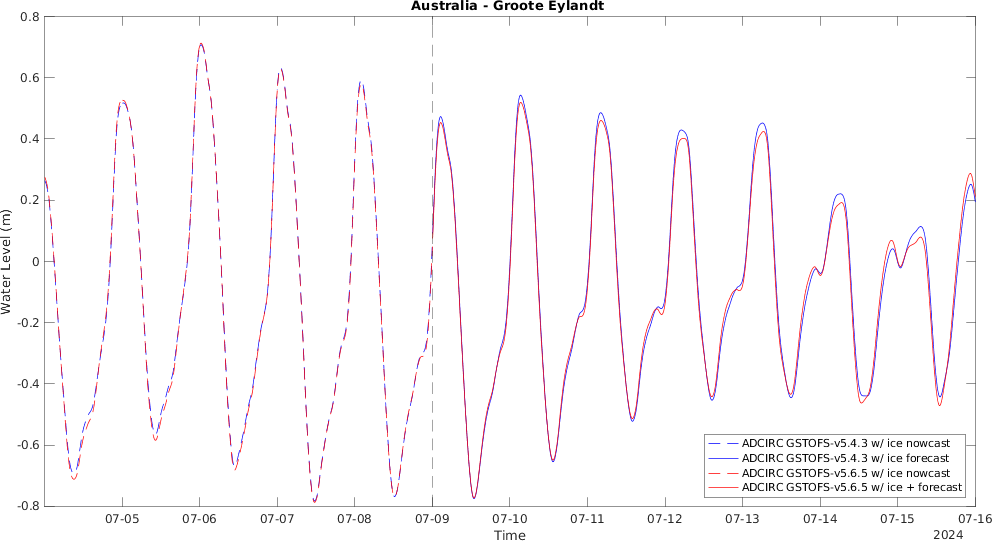 Australia - Groote Eylandt
0.8
0.6
0.4
0.2
0
-0.2
-0.4
-0.6
-0.8
Water Level (m)
ADCIRC GSTOFS-v5.4.3 w/ ice nowcast
ADCIRC GSTOFS-v5.4.3 w/ ice forecast
ADCIRC GSTOFS-v5.6.5 w/ ice nowcast
ADCIRC GSTOFS-v5.6.5 w/ ice + forecast
07-05 07-06 07-07 07-08 07-09 07-10 07-11 07-12 07-13 07-14 07-15 07-16
Time
2024